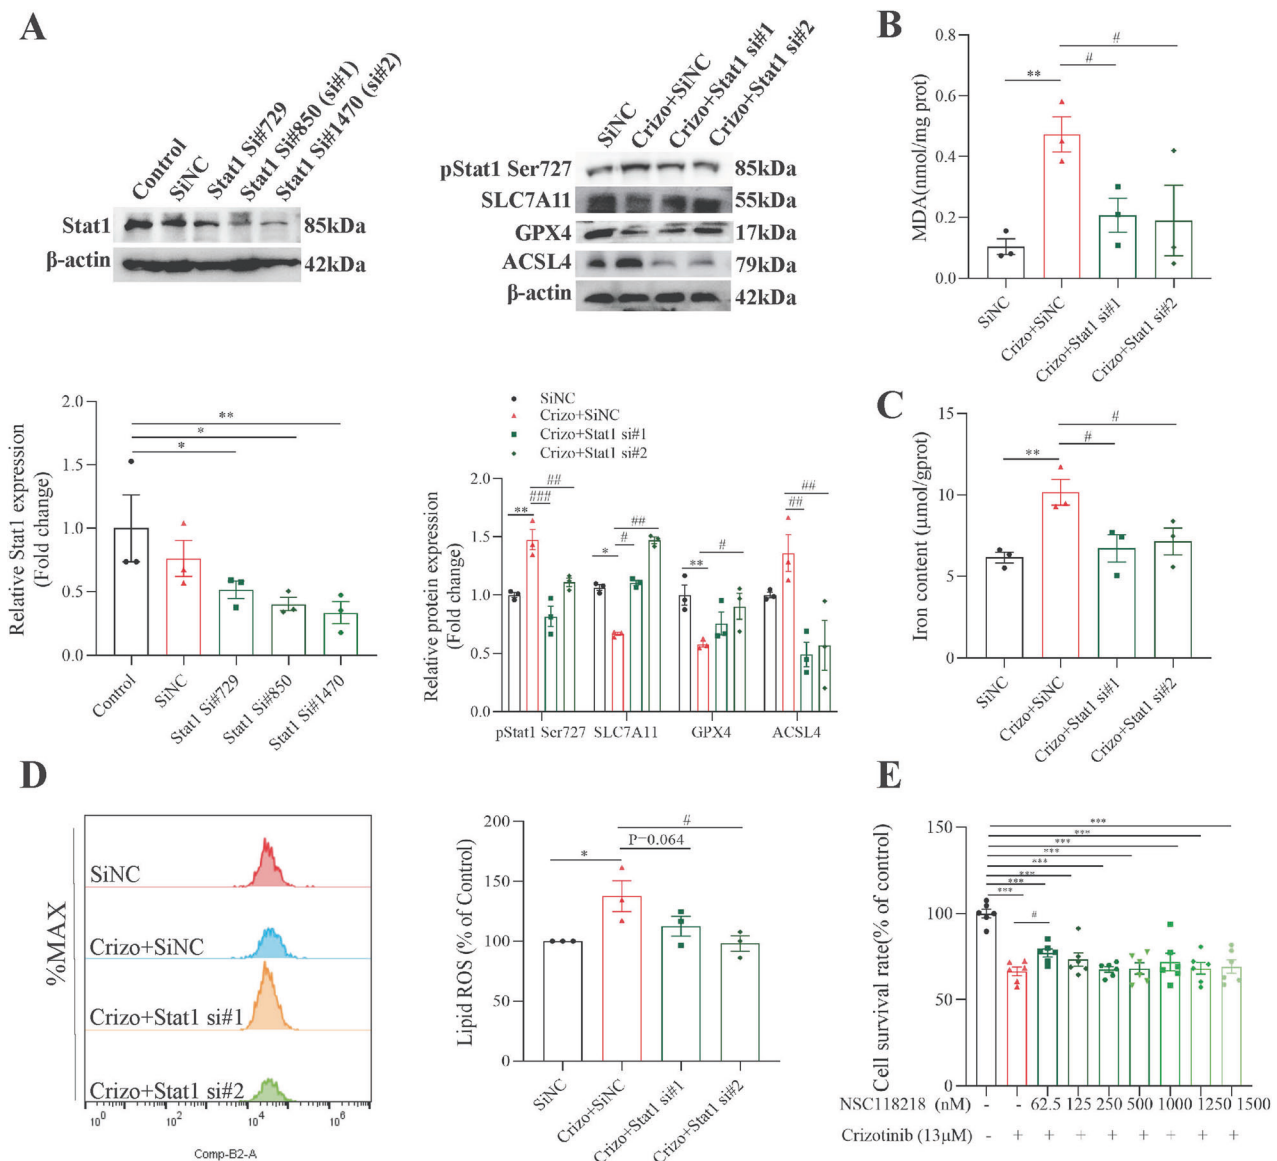 A
Control
SiNC
Stat1 Si#729
Stat1 Si#850 (si#1)
Stat1 Si#1470 (si#2)
Stat1
85kDa
β-actin
42kDa
SiNC
Crizo+SiNC
Crizo+Stat1 si#1
Crizo+Stat1 si#2
pStat1 Ser727
85kDa
SLC7A11
55kDa
GPX4
17kDa
ACSL4
79kDa
β-actin
42kDa
Relative Stat1 expression
(Fold change)
2.0
1.5
1.0
0.5
0.0
**
*
*
Control
SiNC
Stat1 Si#729
Stat1 Si#850
Stat1 Si#1470
SiNC
Crizo+SiNC
Crizo+Stat1 si#1
Crizo+Stat1 si#2
Relative protein expression
(Fold change)
2.0
1.5
1.0
0.5
0.0
##
###
**
##
#
*
#
**
##
##
pStat1 Ser727
SLC7A11
GPX4
ACSL4
B
MDA(nmol/mg prot)
0.8
0.6
0.4
0.2
0.0
#
#
**
SiNC
Crizo+SiNC
Crizo+Stat1 si#1
Crizo+Stat1 si#2
C
Iron content (μmol/gprot)
15
10
5
0
#
#
**
SiNC
Crizo+SiNC
Crizo+Stat1 si#1
Crizo+Stat1 si#2
D
%MAX
SiNC
Crizo+SiNC
Crizo+Stat1 si#1
Crizo+Stat1 si#2
10^0
10^2
10^4
10^6
Comp-B2-A
Lipid ROS (% of Control)
200
150
100
50
0
#
P=0.064
*
SiNC
Crizo+SiNC
Crizo+Stat1 si#1
Crizo+Stat1 si#2
E
Cell survival rate(% of control)
150
100
50
0
***
***
***
***
***
***
***
***
#
NSC118218 (nM) - - 62.5 125 250 500 1000 1250 1500
Crizotinib (13μM) - + + + + + + + +